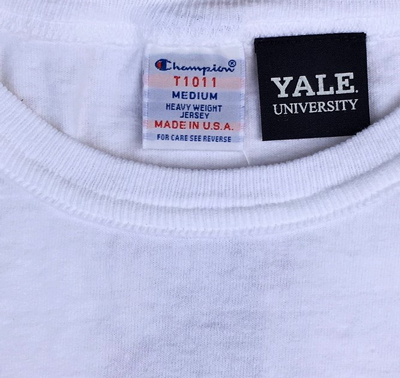 Champion
T1011
MEDIUM
HEAVY WEIGHT
JERSEY
MADE IN U.S.A.
FOR CARE SEE REVERSE
YALE
UNIVERSITY